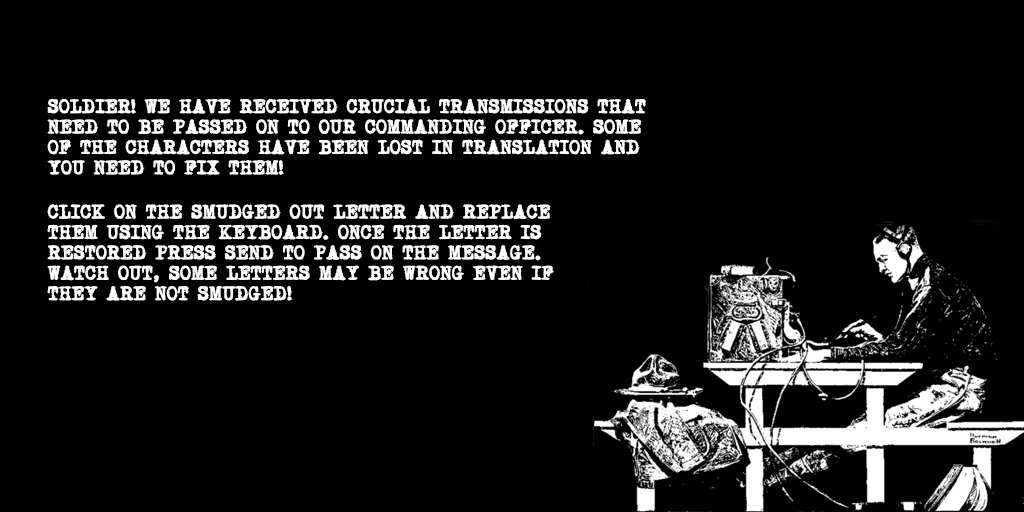 SOLDIER! WE HAVE RECEIVED CRUCIAL TRANSMISSIONS THAT
NEED TO BE PASSED ON TO OUR COMMANDING OFFICER. SOME
OF THE CHARACTERS HAVE BEEN LOST IN TRANSLATION AND
YOU NEED TO FIX THEM!
CLICK ON THE SMUDGED OUT LETTER AND REPLACE
THEM USING THE KEYBOARD. ONCE THE LETTER IS
RESTORED PRESS SEND TO PASS ON THE MESSAGE.
WATCH OUT, SOME LETTERS MAY BE WRONG EVEN IF
THEY ARE NOT SMUDGED!
Norman
Rockwell